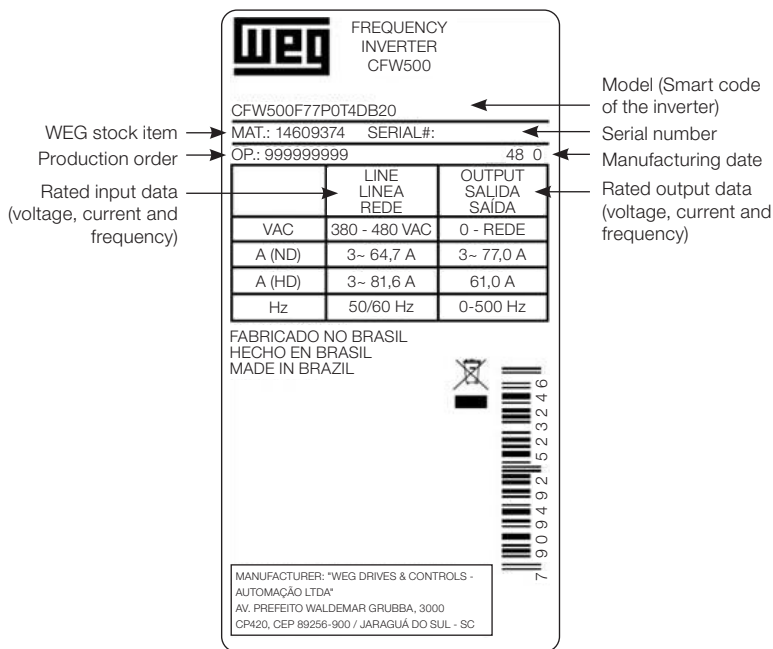 weg
FREQUENCY
INVERTER
CFW500
CFW500F77P0T4DB20
Model (Smart code
of the inverter)
WEG stock item
MAT.: 14609374 SERIAL#:
Serial number
Production order
OP.: 999999999 48 0
Manufacturing date
Rated input data
(voltage, current and
frequency)
LINE
LINEA
REDE
OUTPUT
SALIDA
SAÍDA
Rated output data
(voltage, current and
frequency)
VAC 380 - 480 VAC 0 - REDE
A (ND) 3~ 64,7 A 3~ 77,0 A
A (HD) 3~ 81,6 A 61,0 A
Hz 50/60 Hz 0-500 Hz
FABRICADO NO BRASIL
HECHO EN BRASIL
MADE IN BRAZIL
7 909492 523246
MANUFACTURER: "WEG DRIVES & CONTROLS -
AUTOMAÇÃO LTDA"
AV. PREFEITO WALDEMAR GRUBBA, 3000
CP420, CEP 89256-900 / JARAGUÁ DO SUL - SC